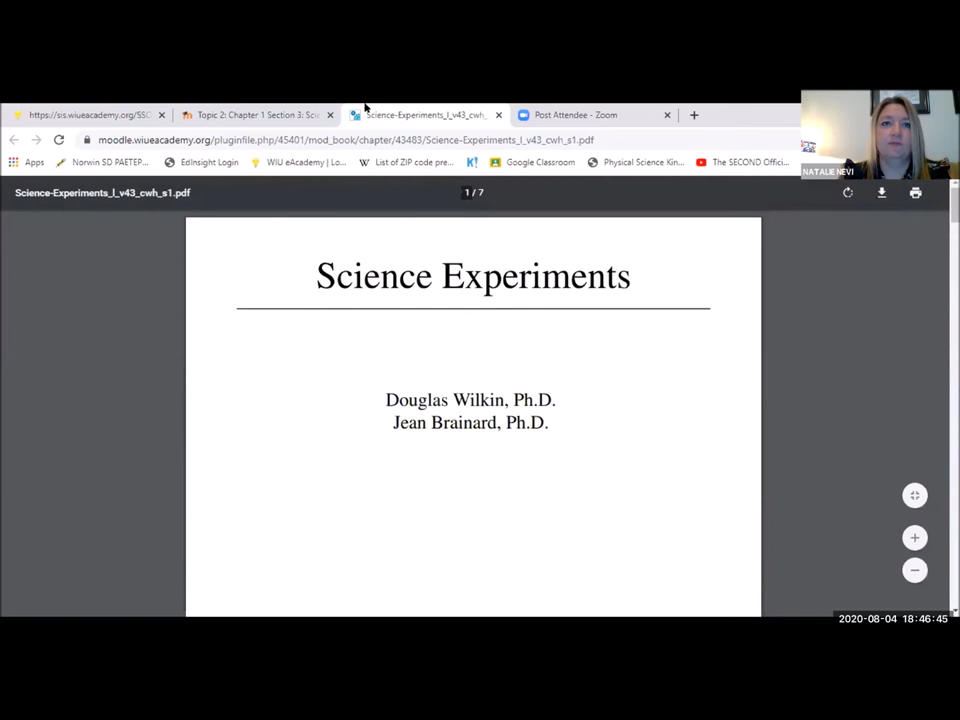 https://sis.wiueacademy.org/SSC
Topic 2: Chapter 1 Section 3: Scie
Science-Experiments_I_v43_cwh_
Post Attendee - Zoom
moodle.wiueacademy.org/pluginfile.php/45401/mod_book/chapter/43483/Science-Experiments_I_v43_cwh_s1.pdf
Apps
Norwin SD PAETEP...
EdInsight Login
WIU eAcademy | Lo...
List of ZIP code pre...
K!
Google Classroom
Physical Science Kin...
The SECOND Offici...
NATALIE NEVI
Science-Experiments_I_v43_cwh_s1.pdf
1 / 7
Science Experiments
Douglas Wilkin, Ph.D.
Jean Brainard, Ph.D.
2020-08-04 18:46:45